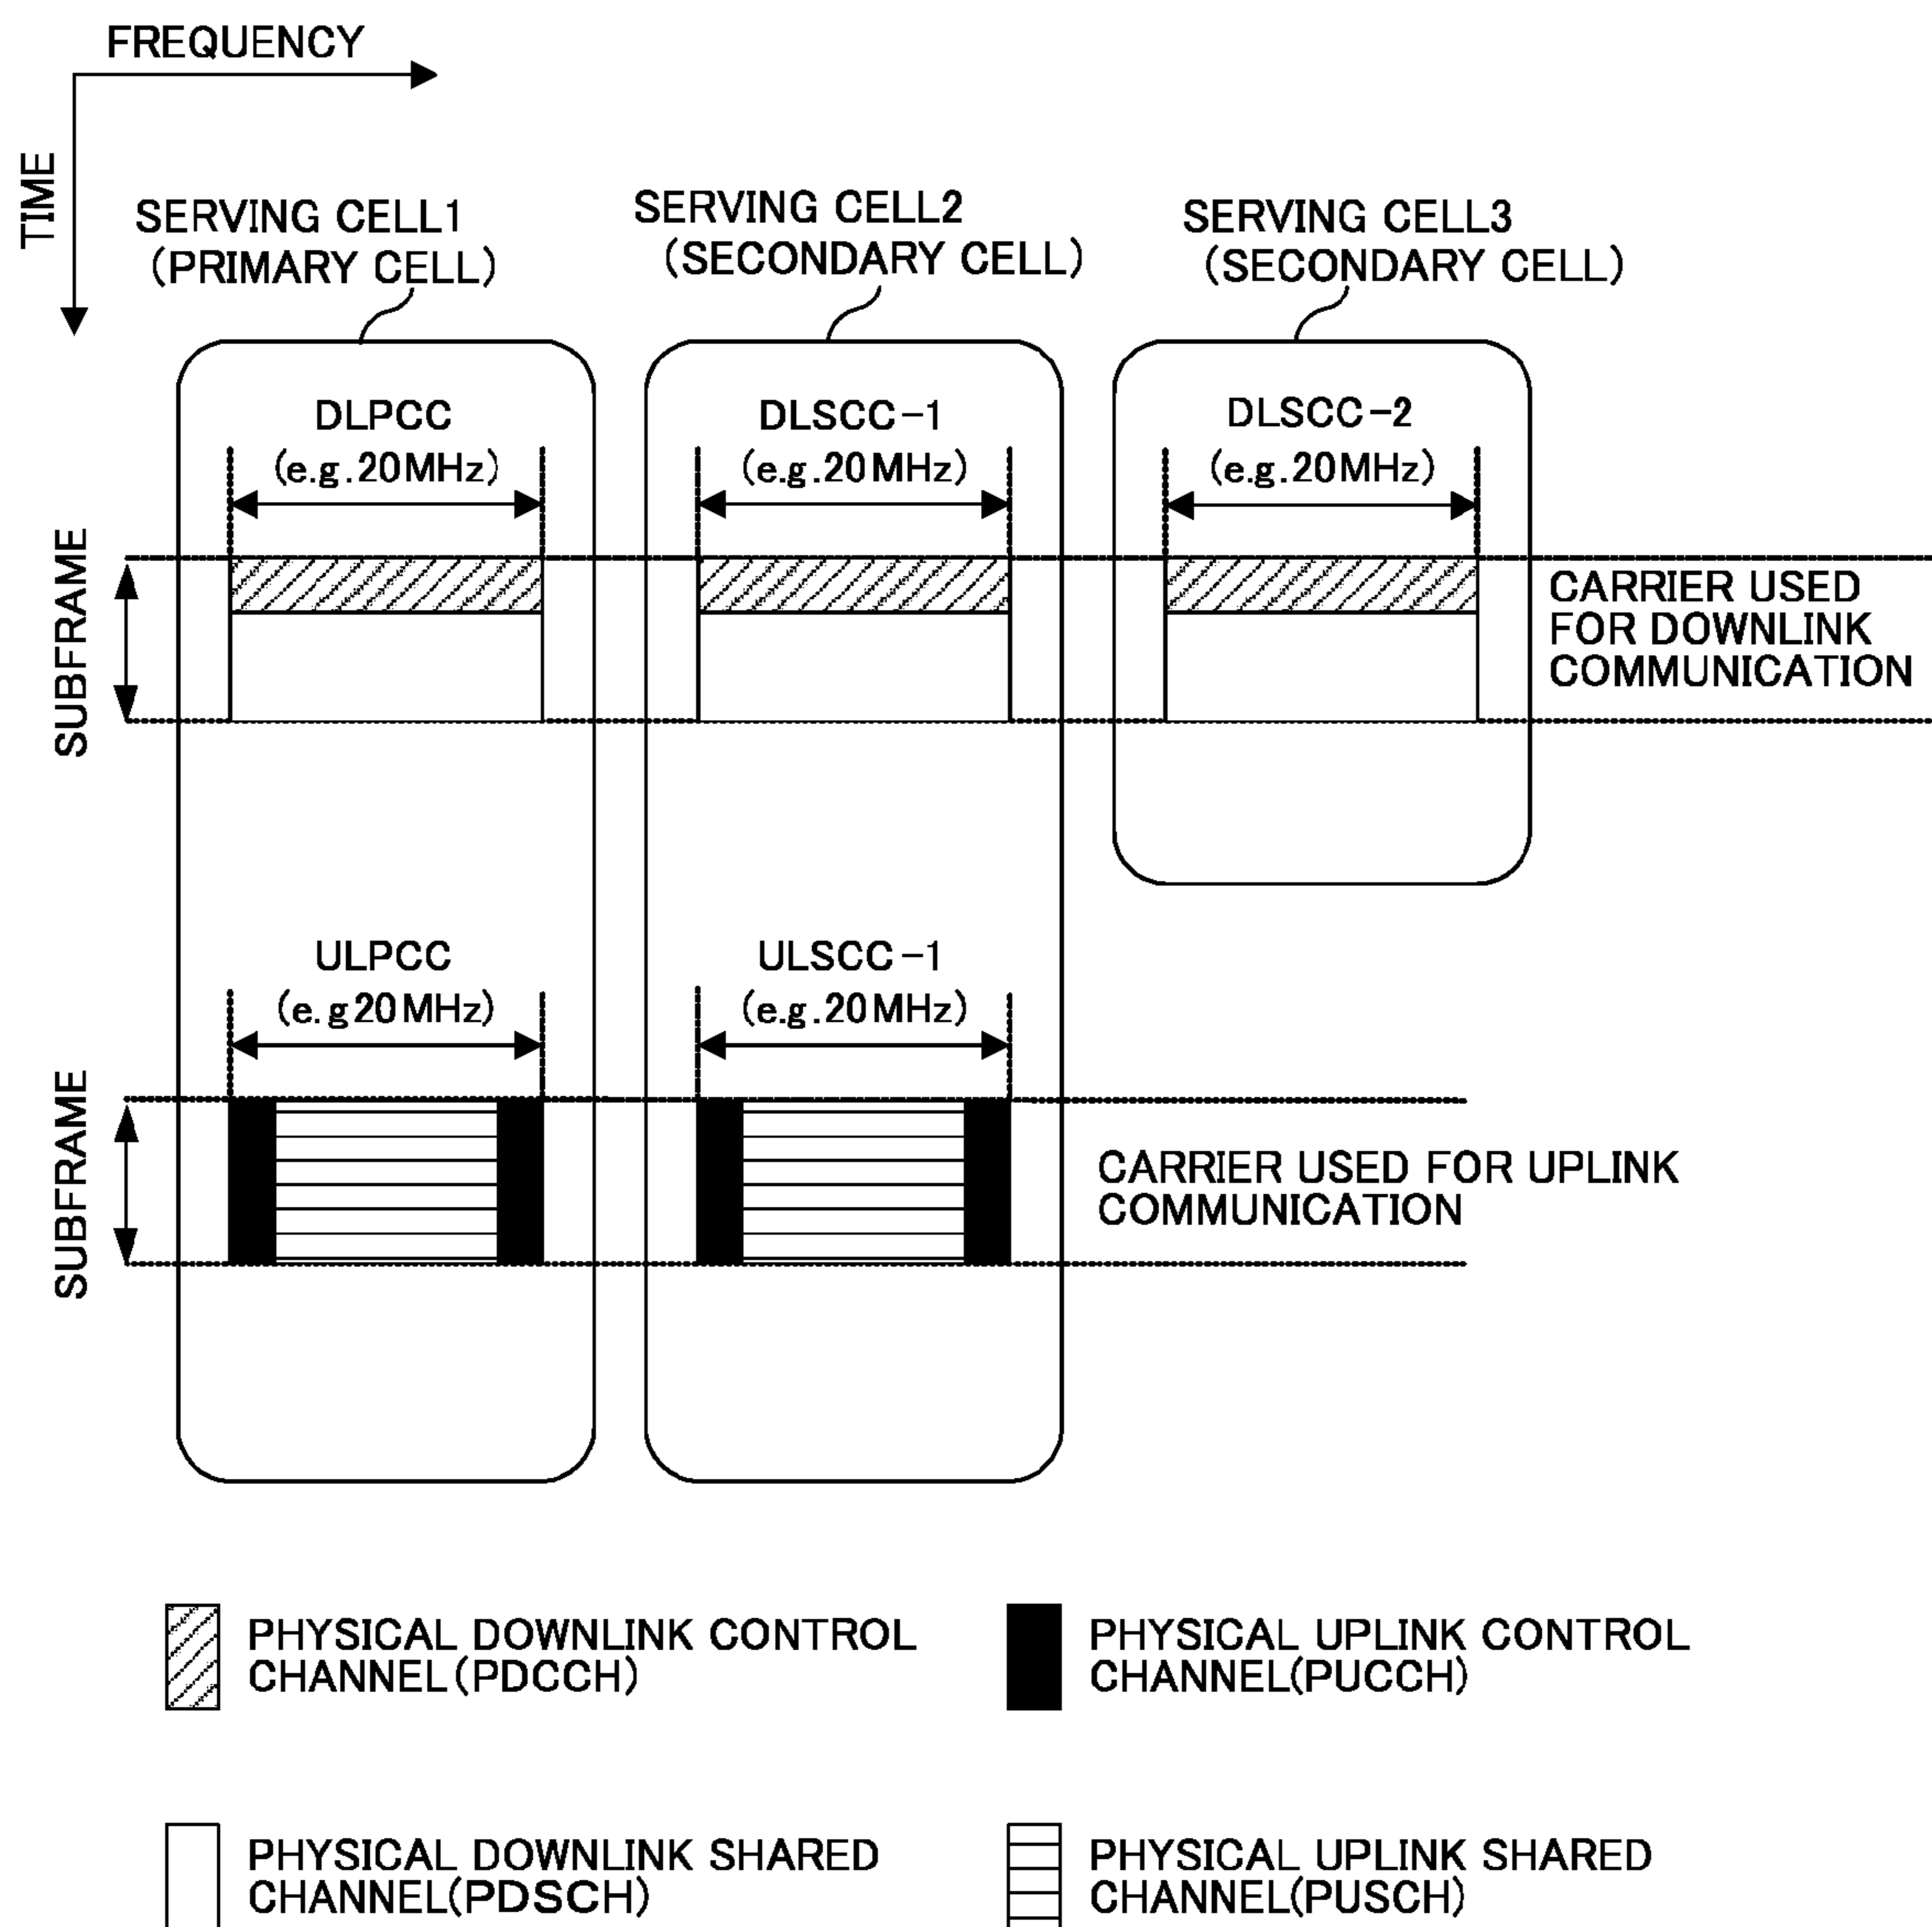 FREQUENCY
TIME
SERVING CELL1
(PRIMARY CELL)
SERVING CELL2
(SECONDARY CELL)
SERVING CELL3
(SECONDARY CELL)
DLPCC
(e.g.20MHz)
DLSCC-1
(e.g.20MHz)
DLSCC-2
(e.g.20MHz)
SUBFRAME
CARRIER USED
FOR DOWNLINK
COMMUNICATION
ULPCC
(e.g20MHz)
ULSCC-1
(e.g.20MHz)
SUBFRAME
CARRIER USED FOR UPLINK
COMMUNICATION
PHYSICAL DOWNLINK CONTROL
CHANNEL(PDCCH)
PHYSICAL UPLINK CONTROL
CHANNEL(PUCCH)
PHYSICAL DOWNLINK SHARED
CHANNEL(PDSCH)
PHYSICAL UPLINK SHARED
CHANNEL(PUSCH)